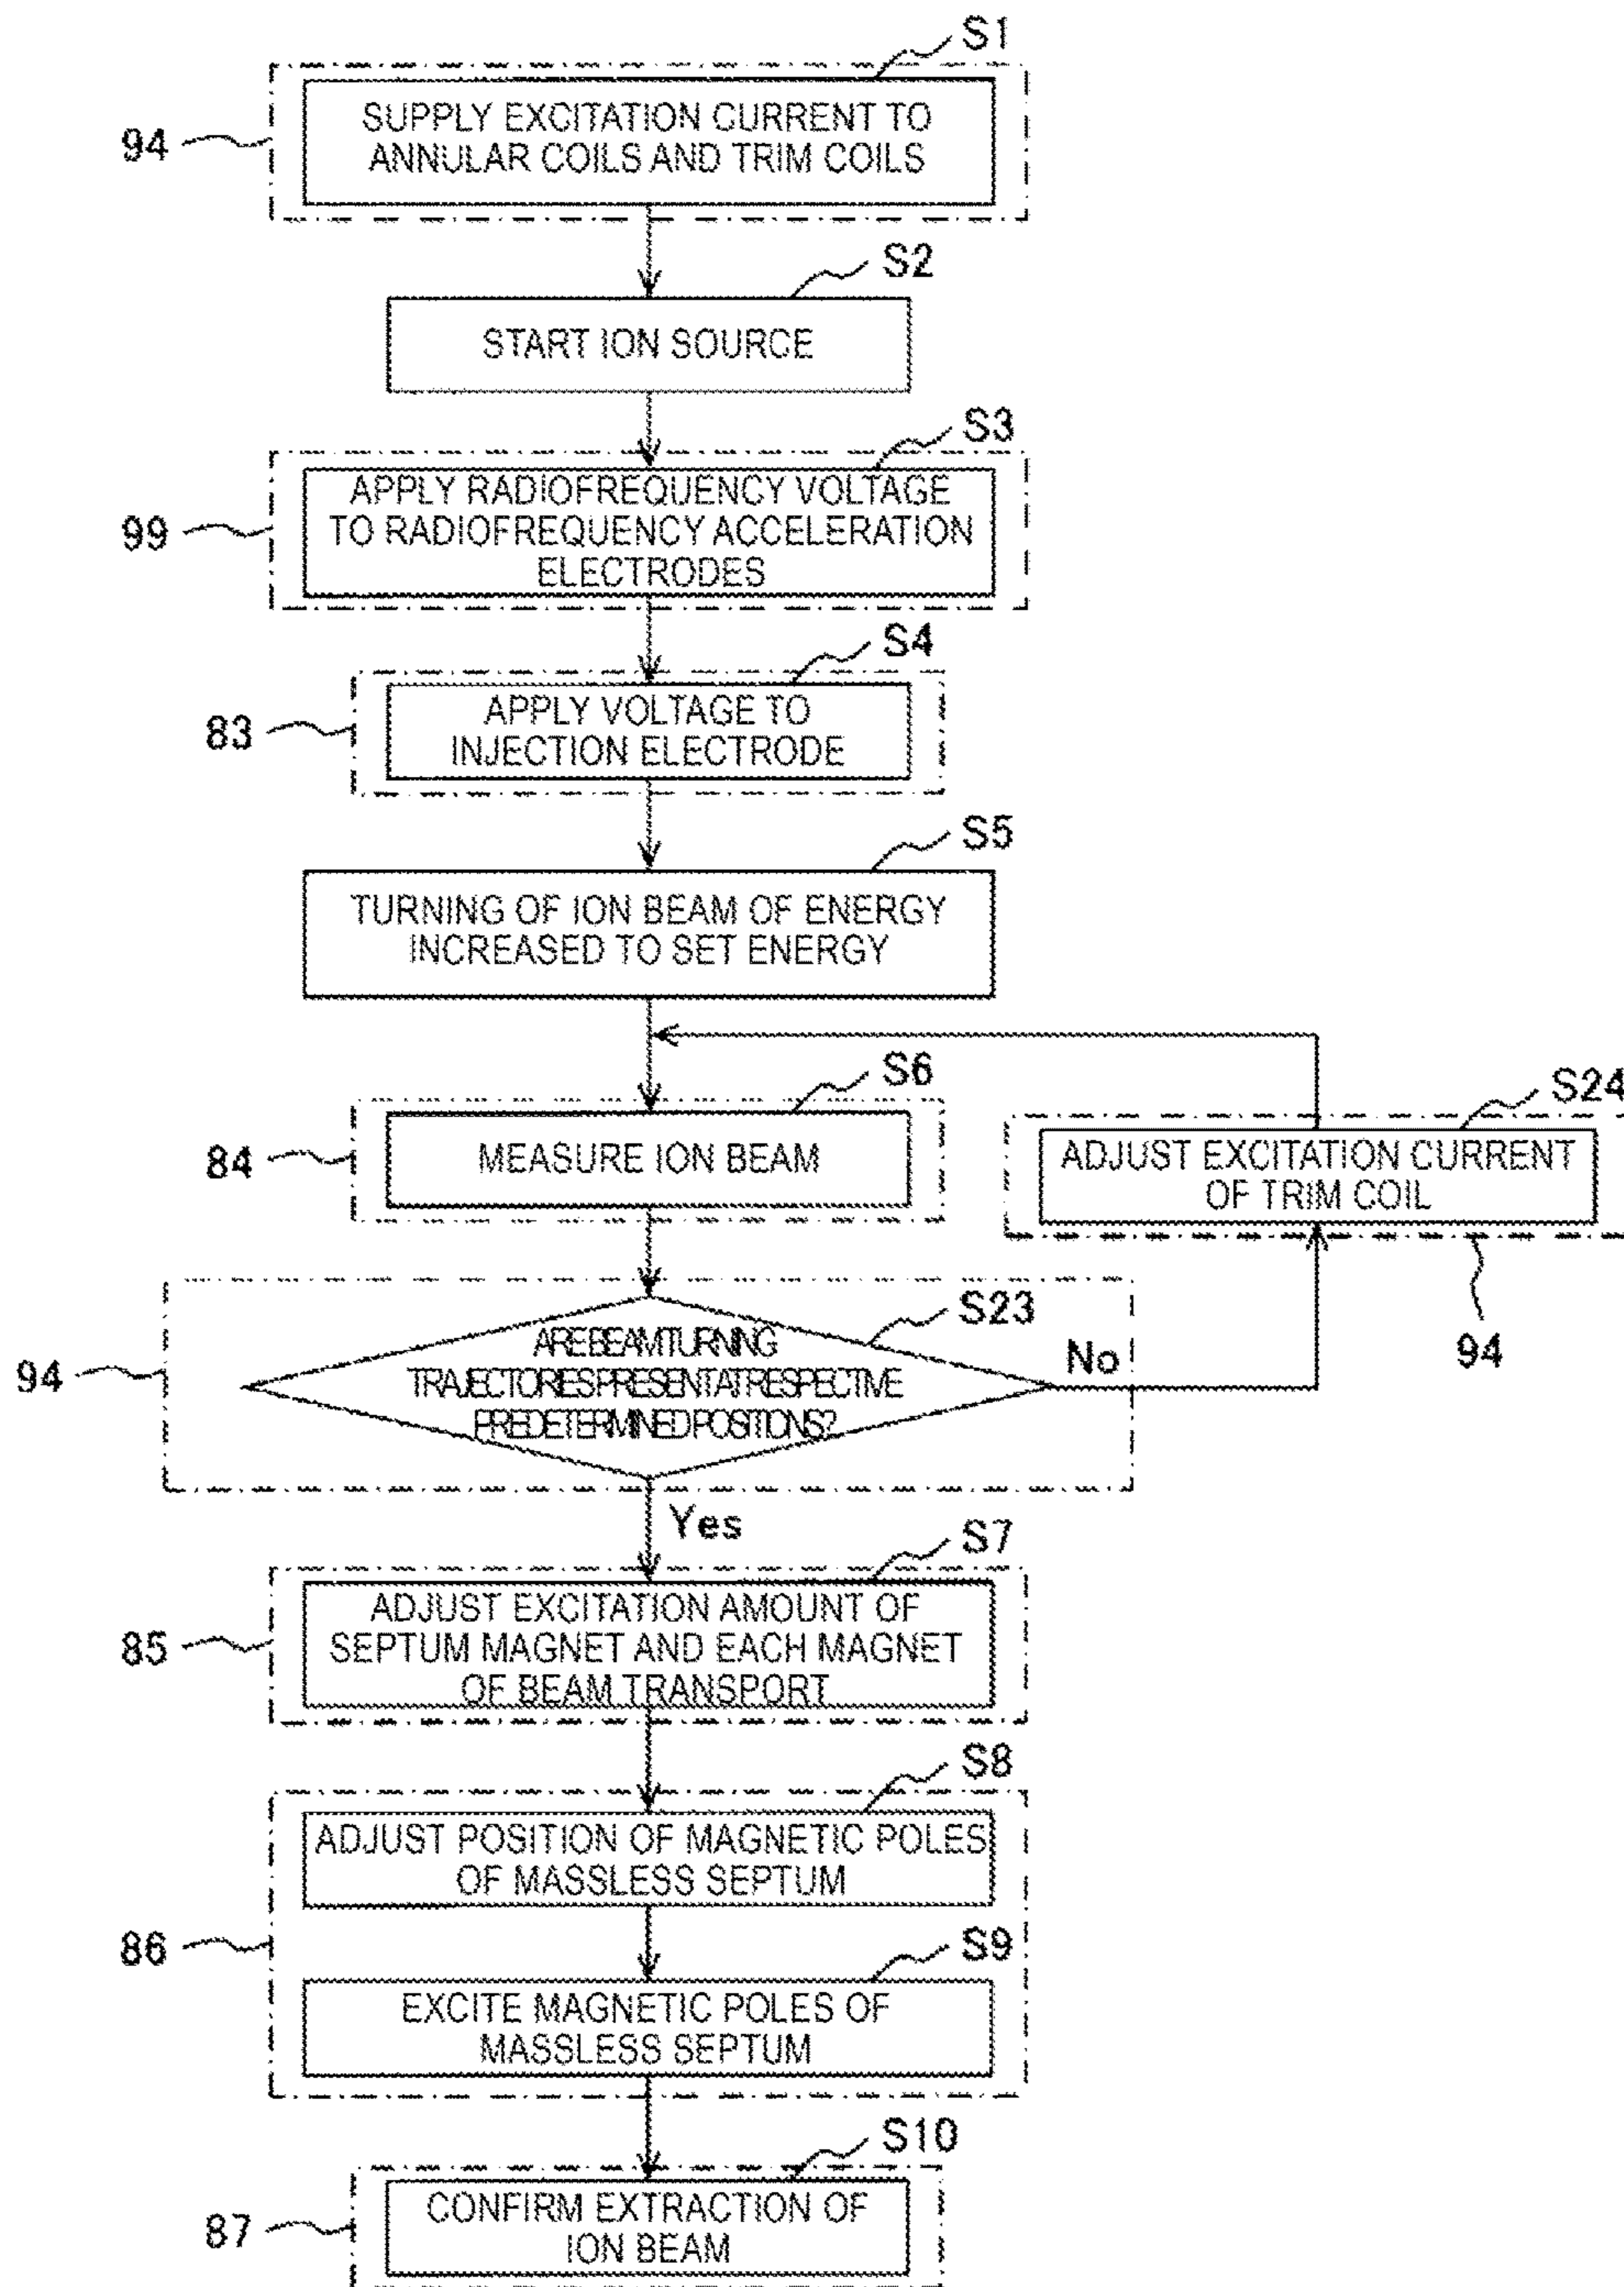 S1
94
SUPPLY EXCITATION CURRENT TO
ANNULAR COILS AND TRIM COILS
S2
START ION SOURCE
S3
99
APPLY RADIOFREQUENCY VOLTAGE
TO RADIOFREQUENCY ACCELERATION
ELECTRODES
S4
83
APPLY VOLTAGE TO
INJECTION ELECTRODE
S5
TURNING OF ION BEAM OF ENERGY
INCREASED TO SET ENERGY
S6
84
MEASURE ION BEAM
S24
ADJUST EXCITATION CURRENT
OF TRIM COIL
94
S23
94
ARE BEAM TURNING
TRAJECTORIES PRESENT AT RESPECTIVE
PREDETERMINED POSITIONS?
No
Yes
S7
85
ADJUST EXCITATION AMOUNT OF
SEPTUM MAGNET AND EACH MAGNET
OF BEAM TRANSPORT
S8
ADJUST POSITION OF MAGNETIC POLES
OF MASSLESS SEPTUM
86
S9
EXCITE MAGNETIC POLES OF
MASSLESS SEPTUM
S10
87
CONFIRM EXTRACTION OF
ION BEAM